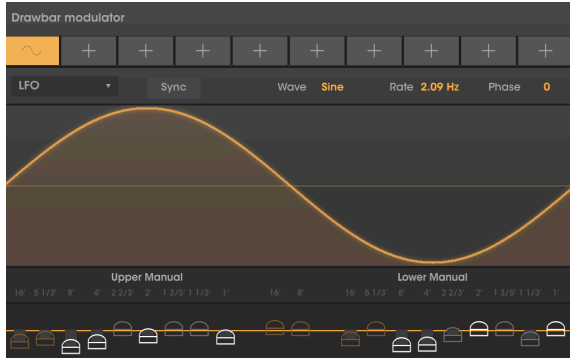 Drawbar modulator
LFO Sync Wave Sine Rate 2.09 Hz Phase 0
Upper Manual Lower Manual
16' 5 1/3' 8' 4' 2 2/3' 2' 1 3/5' 1 1/3' 1' 16' 8' 16' 5 1/3' 8' 4' 2 2/3' 2' 1 3/5' 1 1/3' 1'